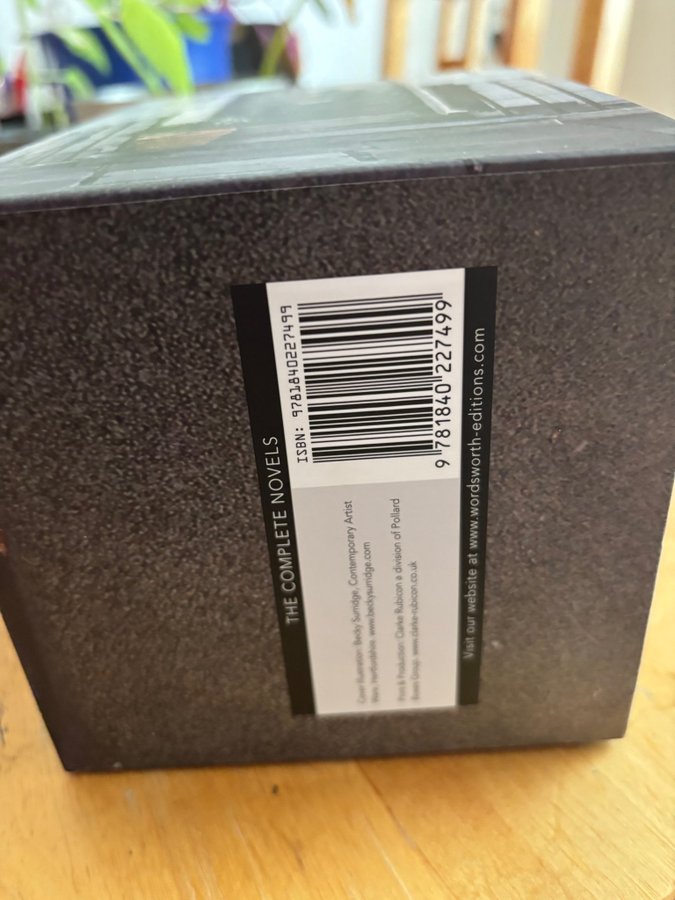 THE COMPLETE NOVELS
ISBN: 9781840227499
9 781840 227499
Cover Illustration: Becky Surridge, Contemporary Artist
Ware, Hertfordshire. www.beckysurridge.com
Print & Production: Clarke Rubicon a division of Pollard
Boxes Group. www.clarke-rubicon.co.uk
Visit our website at www.wordsworth-editions.com